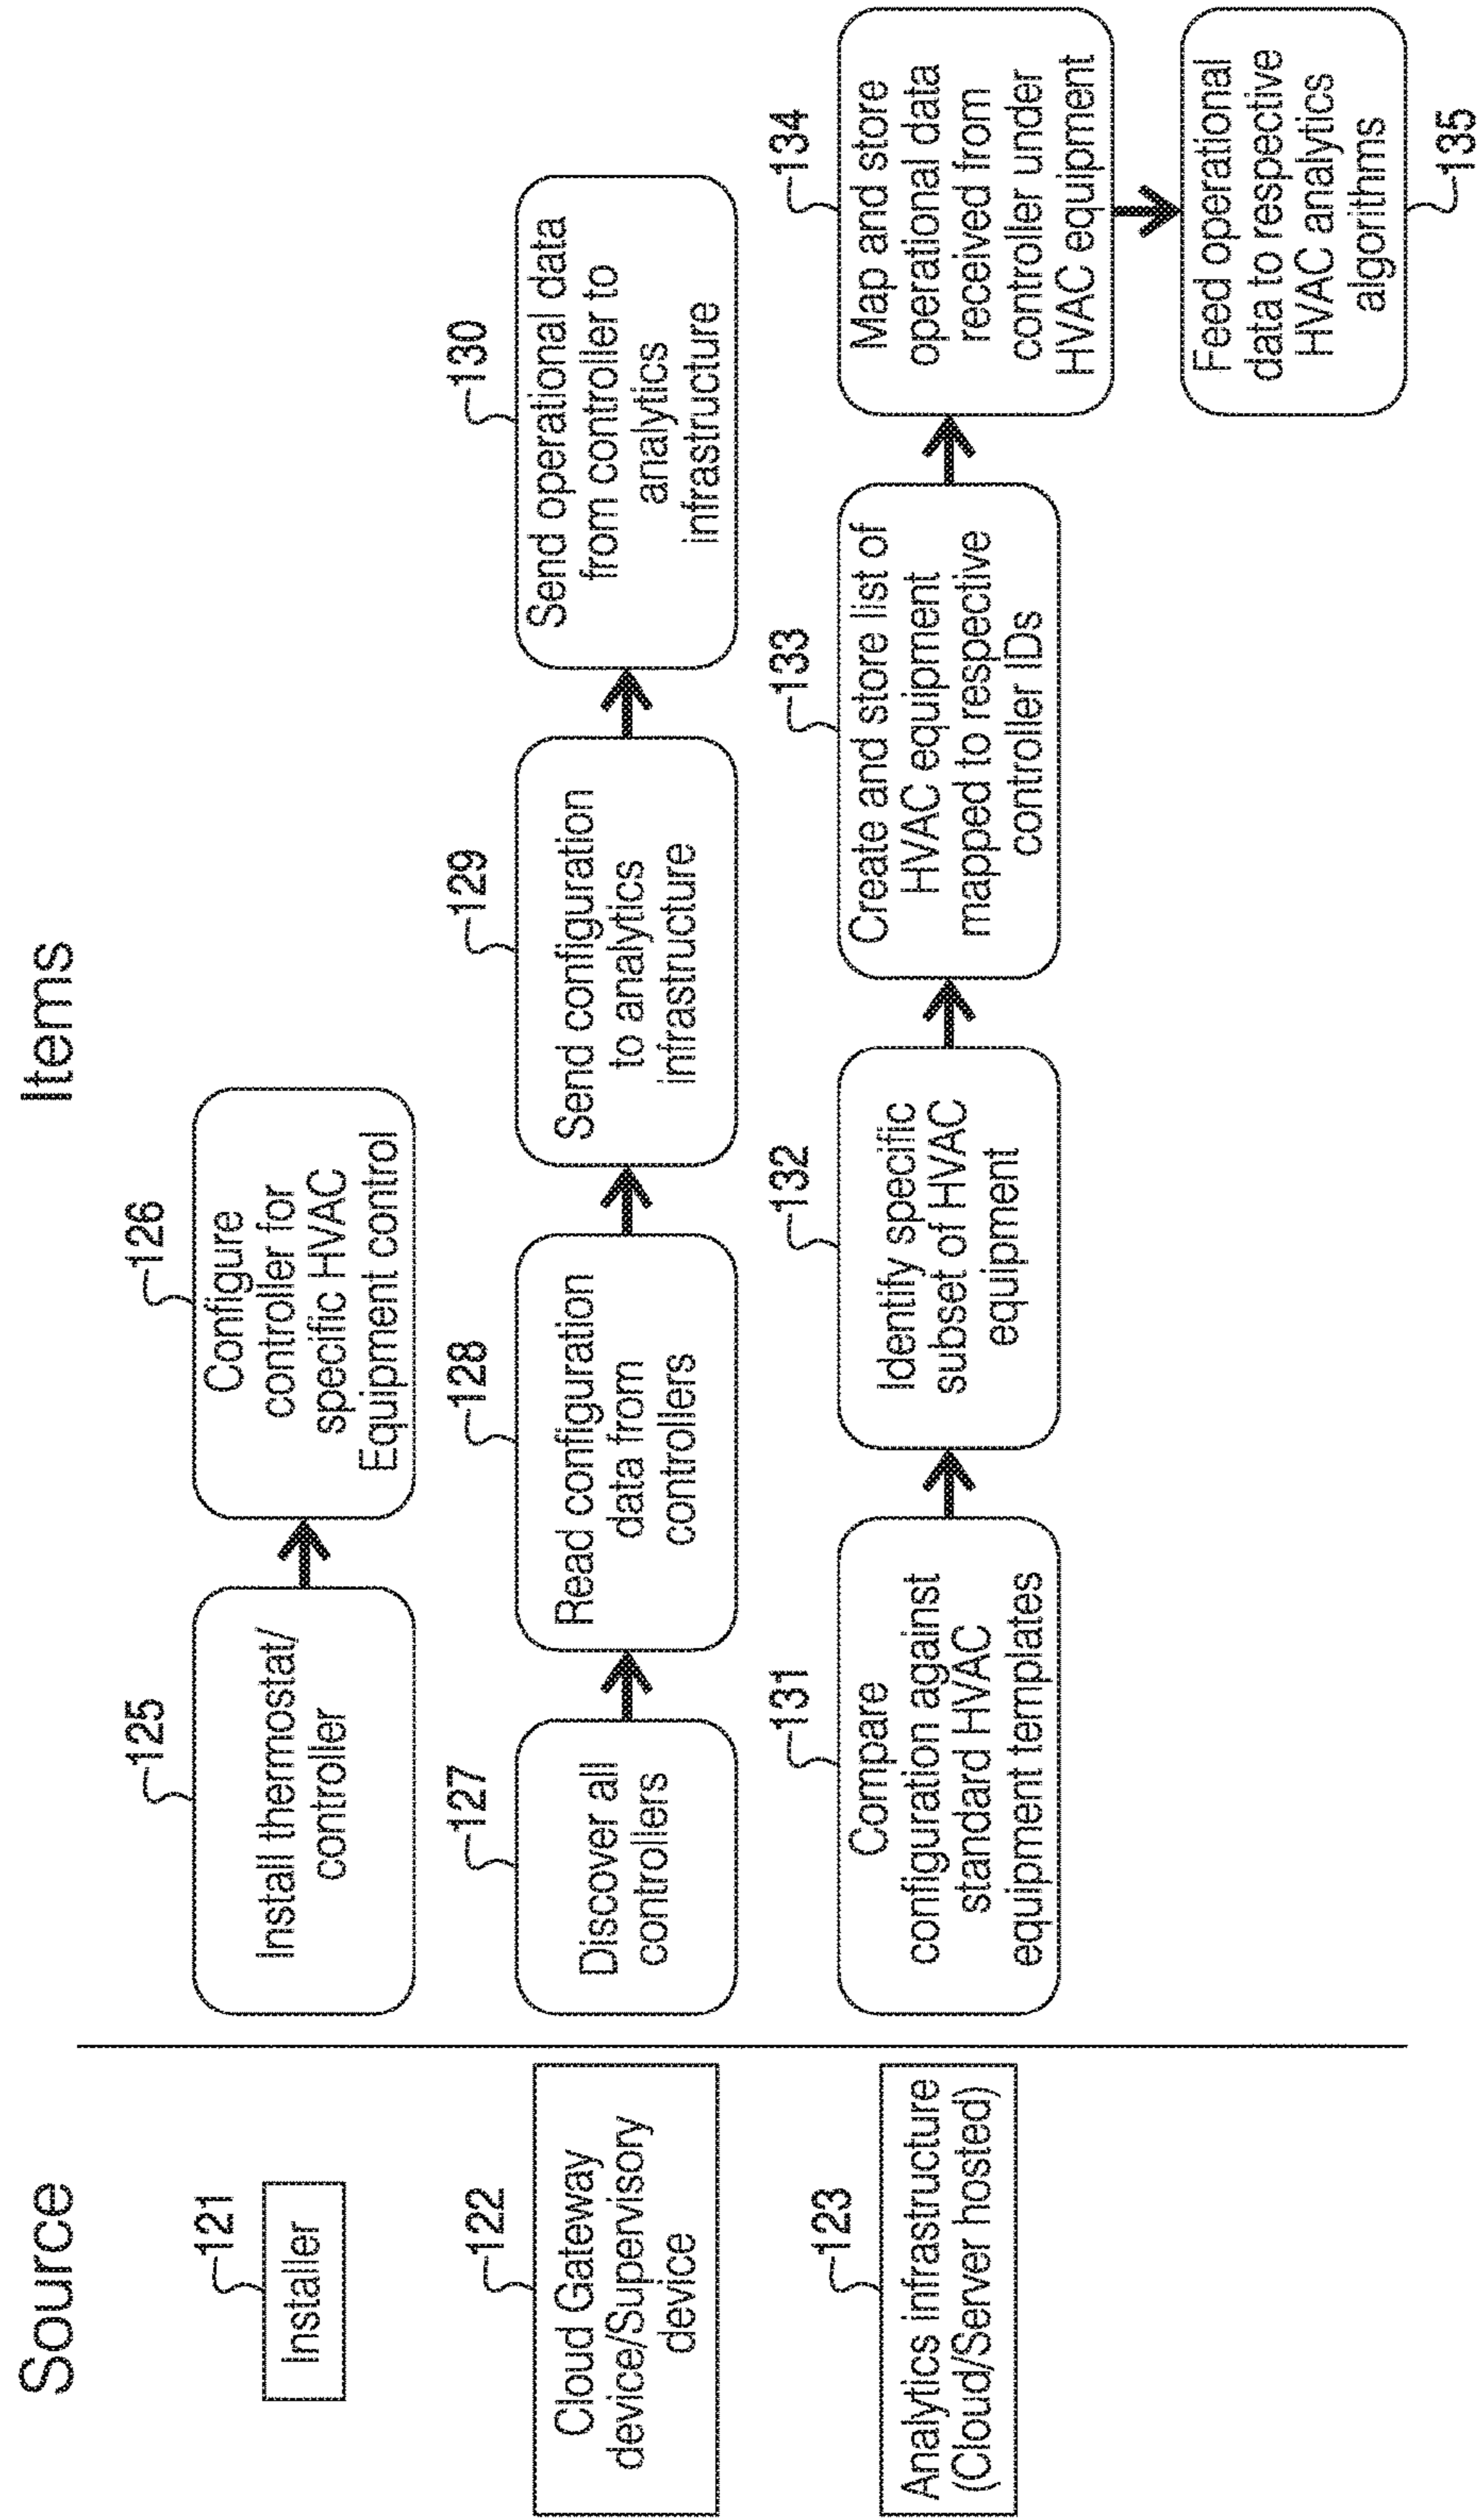 Source
Items
121
Installer
125
Install thermostat/
controller
126
Configure
controller for
specific HVAC
Equipment control
122
Cloud Gateway
device/Supervisory
device
127
Discover all
controllers
128
Read configuration
data from
controllers
129
Send configuration
to analytics
infrastructure
130
Send operational data
from controller to
analytics
infrastructure
123
Analytics infrastructure
(Cloud/Server hosted)
131
Compare
configuration against
standard HVAC
equipment templates
132
Identify specific
subset of HVAC
equipment
133
Create and store list of
HVAC equipment
mapped to respective
controller IDs
134
Map and store
operational data
received from
controller under
HVAC equipment
Feed operational
data to respective
HVAC analytics
algorithms
135